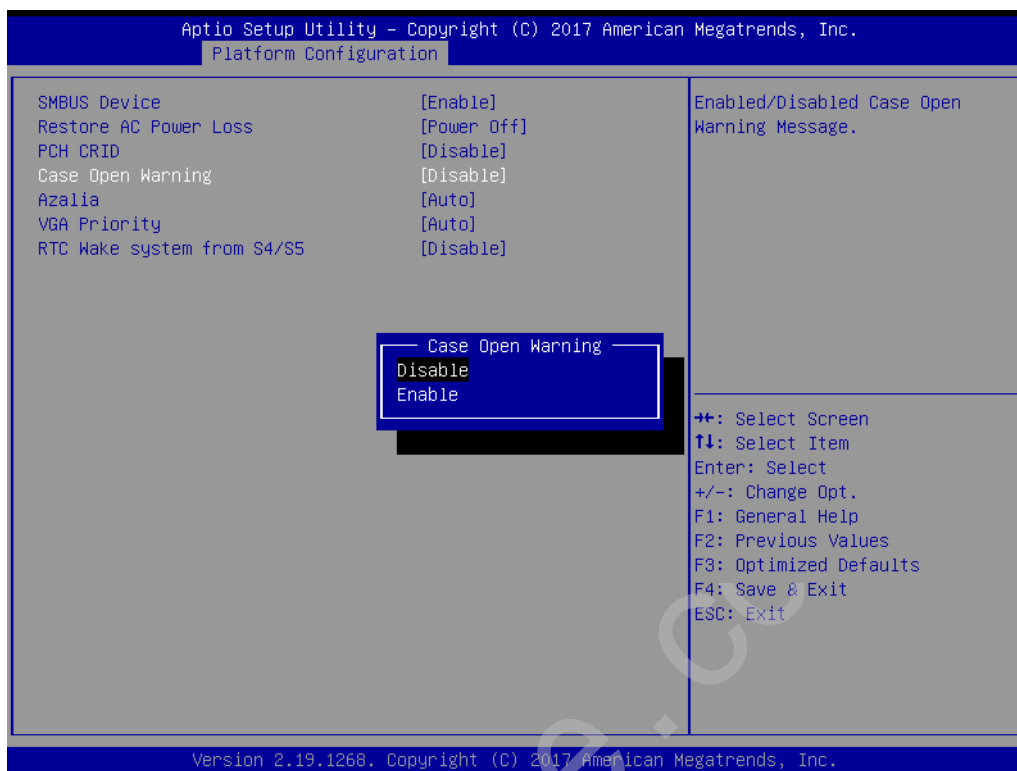 Aptio Setup Utility – Copyright (C) 2017 American Megatrends, Inc.
Platform Configuration
SMBUS Device [Enable]
Restore AC Power Loss [Power Off]
PCH CRID [Disable]
Case Open Warning [Disable]
Azalia [Auto]
VGA Priority [Auto]
RTC Wake system from S4/S5 [Disable]
Case Open Warning
Disable
Enable
Enabled/Disabled Case Open
Warning Message.
→←: Select Screen
↑↓: Select Item
Enter: Select
+/-: Change Opt.
F1: General Help
F2: Previous Values
F3: Optimized Defaults
F4: Save & Exit
ESC: Exit
Version 2.19.1268. Copyright (C) 2017 American Megatrends, Inc.